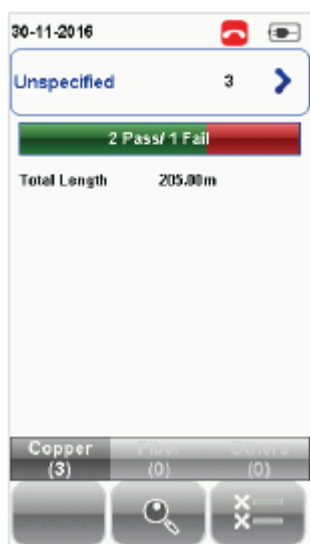 30-11-2016
Unspecified 3
2 Pass/ 1 Fail
Total Length 205.00m
Copper Fiber Others
(3) (0) (0)